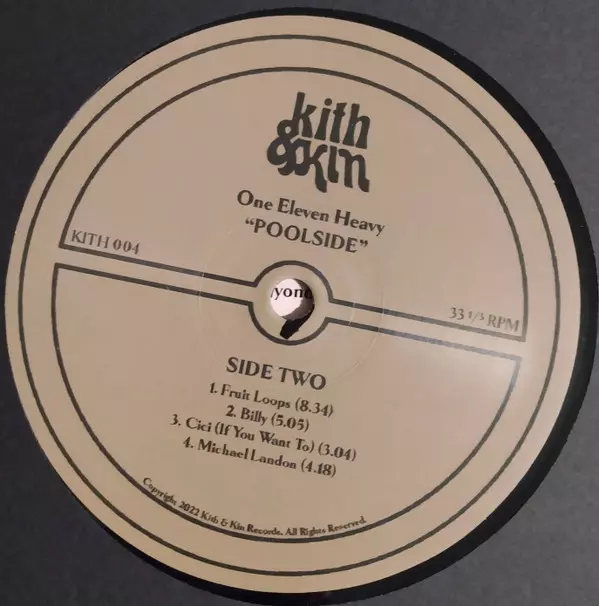 kith
& kin
One Eleven Heavy
“POOLSIDE”
KITH 004
33 1/3 RPM
yond
SIDE TWO
1. Fruit Loops (8.34)
2. Billy (5.05)
3. Cici (If You Want To) (3.04)
4. Michael Landon (4.18)
Copyright 2022 Kith & Kin Records. All Rights Reserved.